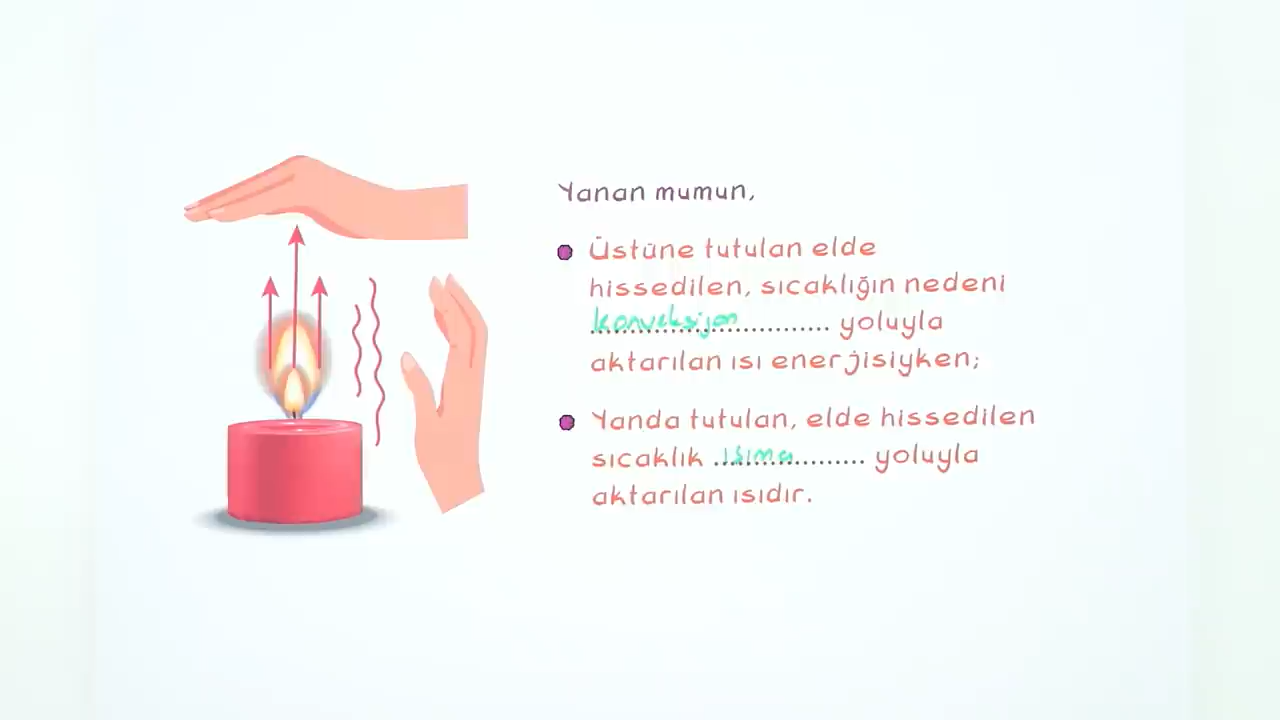 Yanan mumun,
Üstüne tutulan elde
hissedilen, sıcaklığın nedeni
konveksiyon .............. yoluyla
aktarılan ısı enerjisiyken;
Yanda tutulan, elde hissedilen
sıcaklık ışıma .......... yoluyla
aktarılan ısıdır.